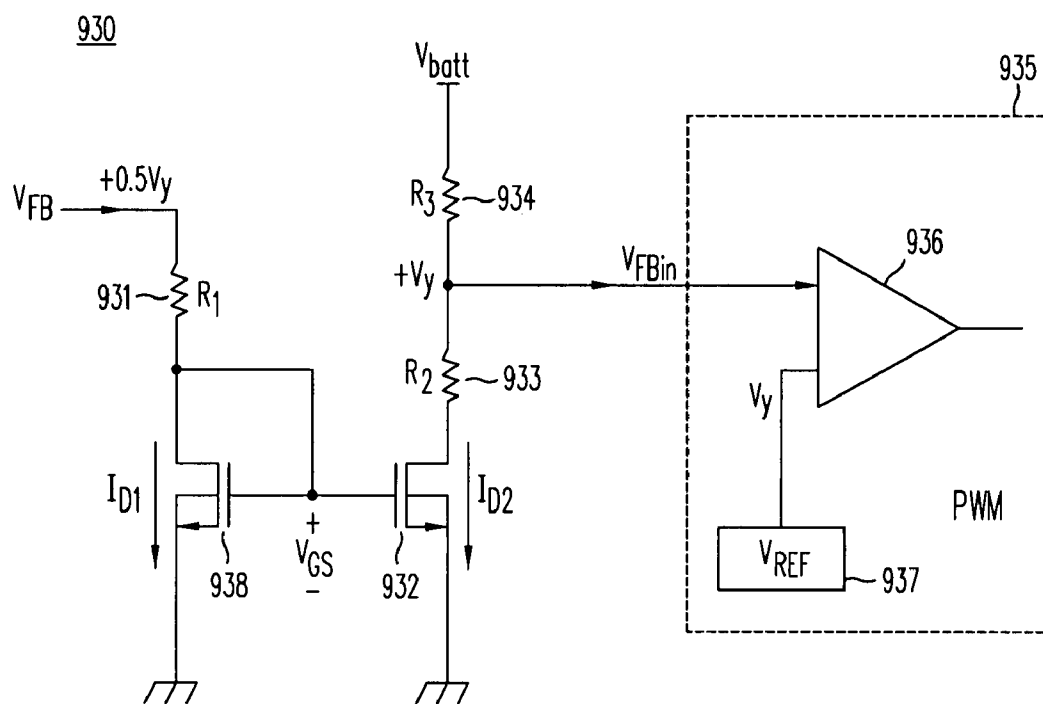 930
V_batt
935
+0.5V_y
V_FB
R_3
934
936
931
R_1
+V_y
V_FBin
R_2
933
V_y
I_D1
I_D2
+
V_GS
-
938
932
PWM
V_REF
937